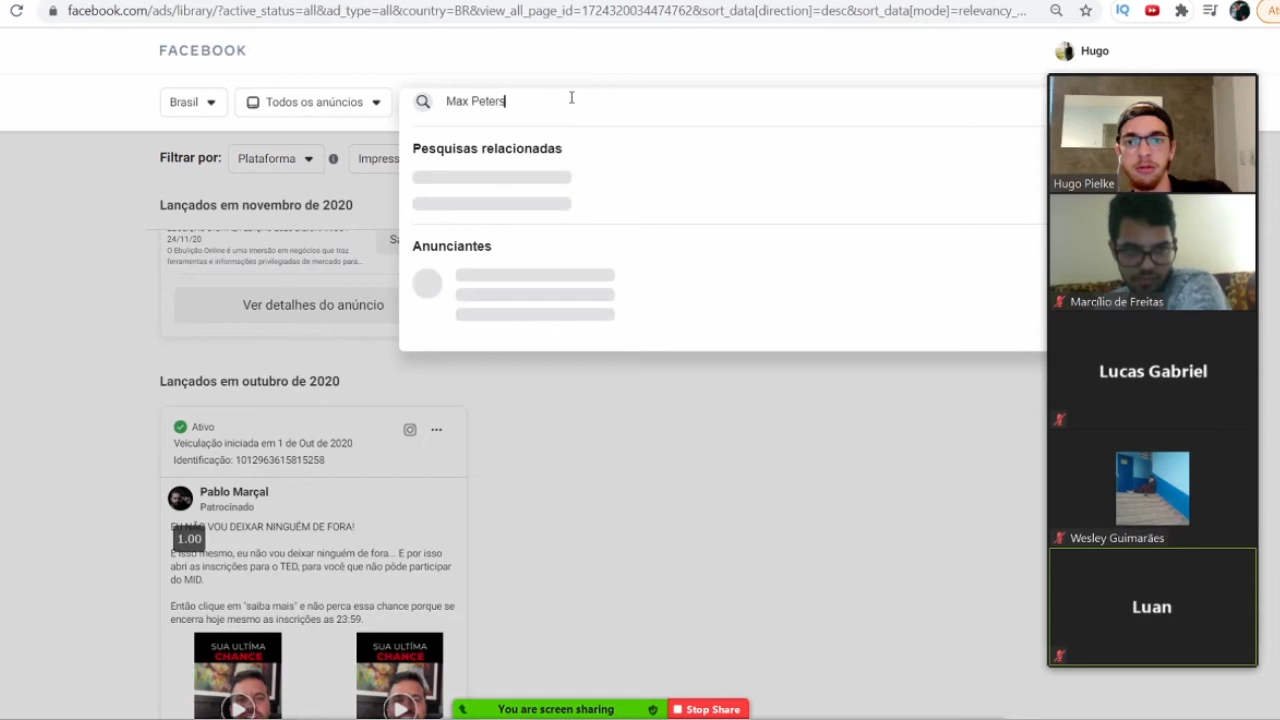 facebook.com/ads/library/?active_status=all&ad_type=all&country=BR&view_all_page_id=1724320034474762&sort_data[direction]=desc&sort_data[mode]=relevancy_...
IQ
At
FACEBOOK
Hugo
Brasil
Todos os anúncios
Max Peters
Filtrar por:
Plataforma
Impress
Pesquisas relacionadas
Lançados em novembro de 2020
24/11/20
Sa
O Ebulição Online é uma imersão em negócios que traz
ferramentas e informações privilegiadas de mercado para...
Anunciantes
Ver detalhes do anúncio
Lançados em outubro de 2020
Ativo
Veiculação iniciada em 1 de Out de 2020
Identificação: 1012963615815258
Pablo Marçal
Patrocinado
EU NÃO VOU DEIXAR NINGUÉM DE FORA!
1.00
É isso mesmo, eu não vou deixar ninguém de fora... E por isso
abri as inscrições para o TED, para você que não pôde participar
do MID.
Então clique em "saiba mais" e não perca essa chance porque se
encerra hoje mesmo as inscrições as 23:59.
SUA ULTÍMA
CHANCE
SUA ULTÍMA
CHANCE
Hugo Pielke
Marcílio de Freitas
Lucas Gabriel
Wesley Guimarães
Luan
You are screen sharing
Stop Share